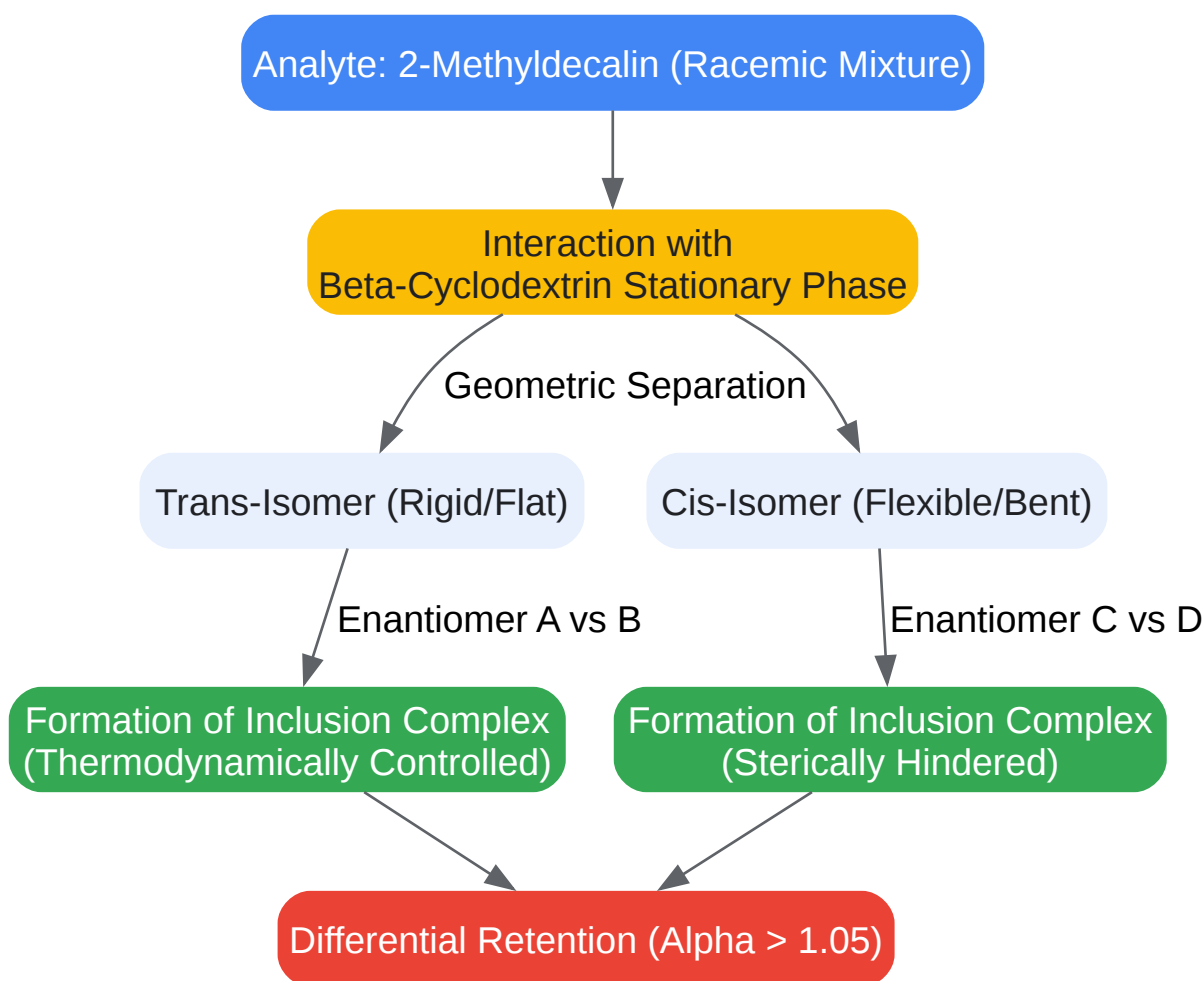 Analyte: 2-Methyldecalin (Racemic Mixture)
Interaction with
Beta-Cyclodextrin Stationary Phase
Geometric Separation
Trans-Isomer (Rigid/Flat)
Cis-Isomer (Flexible/Bent)
Enantiomer A vs B
Enantiomer C vs D
Formation of Inclusion Complex
(Thermodynamically Controlled)
Formation of Inclusion Complex
(Sterically Hindered)
Differential Retention (Alpha > 1.05)